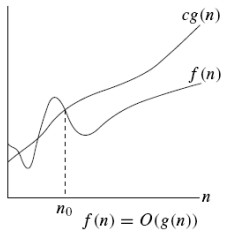 cg(n)
f(n)
n
n₀
f(n) = O(g(n))